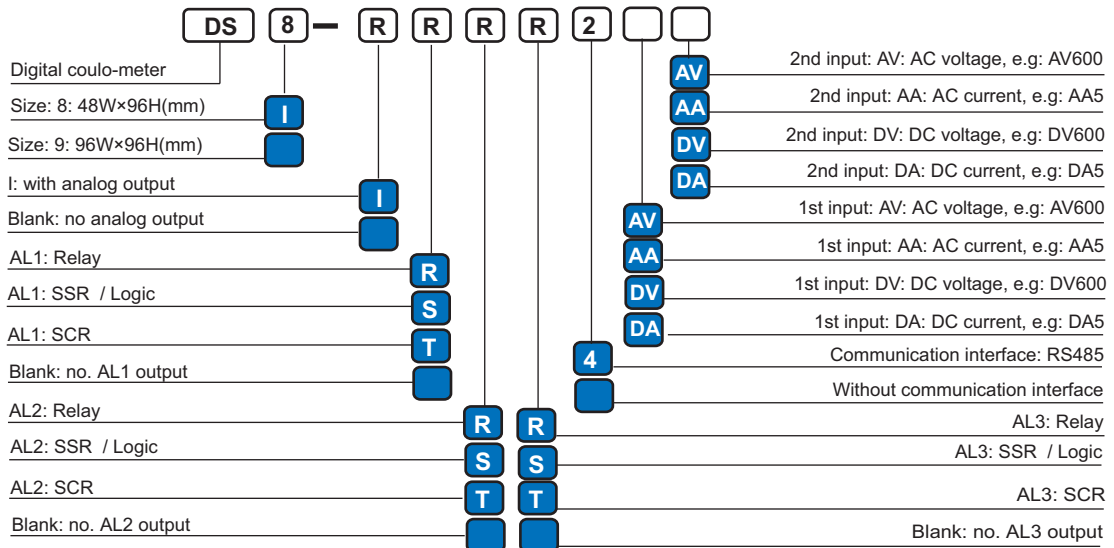 DS 8 – R R R R 2
Digital coulo-meter
Size: 8: 48W×96H(mm)
I
Size: 9: 96W×96H(mm)
I: with analog output
I
Blank: no analog output
AL1: Relay
R
AL1: SSR / Logic
S
AL1: SCR
T
Blank: no. AL1 output
AL2: Relay
R
AL2: SSR / Logic
S
AL2: SCR
T
Blank: no. AL2 output
AV
2nd input: AV: AC voltage, e.g: AV600
AA
2nd input: AA: AC current, e.g: AA5
DV
2nd input: DV: DC voltage, e.g: DV600
DA
2nd input: DA: DC current, e.g: DA5
AV
1st input: AV: AC voltage, e.g: AV600
AA
1st input: AA: AC current, e.g: AA5
DV
1st input: DV: DC voltage, e.g: DV600
DA
1st input: DA: DC current, e.g: DA5
4
Communication interface: RS485
Without communication interface
R
AL3: Relay
S
AL3: SSR / Logic
T
AL3: SCR
Blank: no. AL3 output